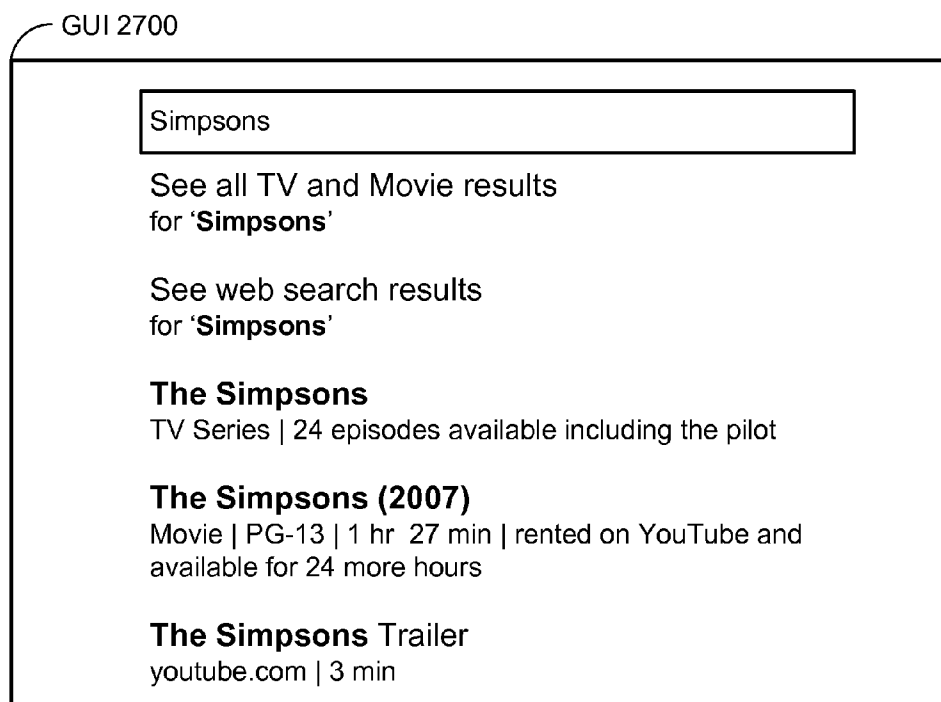 GUI 2700
Simpsons
See all TV and Movie results
for ‘Simpsons’
See web search results
for ‘Simpsons’
The Simpsons
TV Series | 24 episodes available including the pilot
The Simpsons (2007)
Movie | PG-13 | 1 hr 27 min | rented on YouTube and
available for 24 more hours
The Simpsons Trailer
youtube.com | 3 min